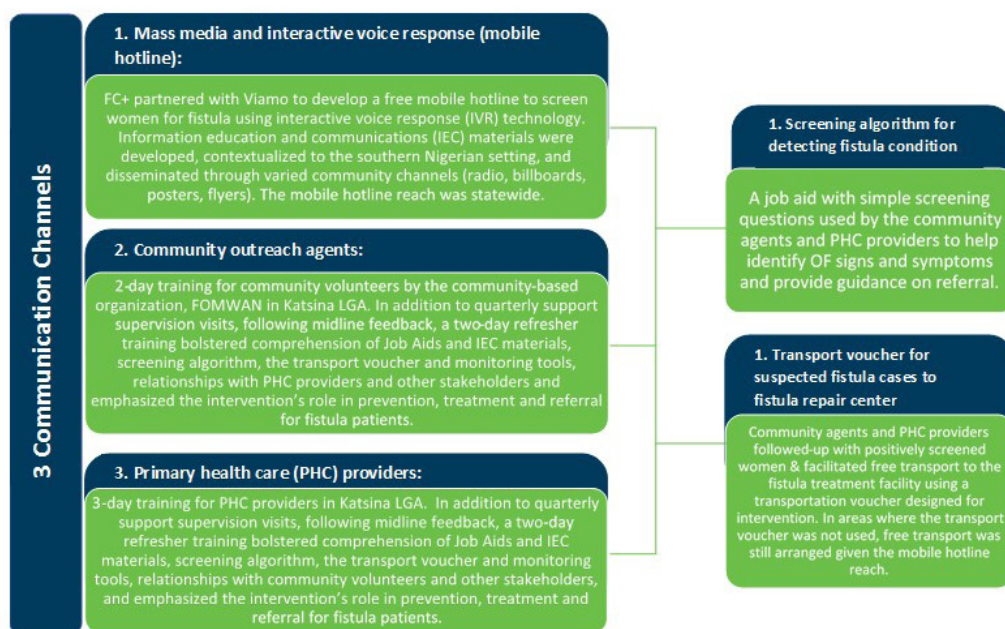 3 Communication Channels
1. Mass media and interactive voice response (mobile
hotline):
FC+ partnered with Viamo to develop a free mobile hotline to screen
women for fistula using interactive voice response (IVR) technology.
Information education and communications (IEC) materials were
developed, contextualized to the southern Nigerian setting, and
disseminated through varied community channels (radio, billboards,
posters, flyers). The mobile hotline reach was statewide.
2. Community outreach agents:
2-day training for community volunteers by the community-based
organization, FOMWAN in Katsina LGA. In addition to quarterly support
supervision visits, following midline feedback, a two-day refresher
training bolstered comprehension of Job Aids and IEC materials,
screening algorithm, the transport voucher and monitoring tools,
relationships with PHC providers and other stakeholders and
emphasized the intervention's role in prevention, treatment and referral
for fistula patients.
3. Primary health care (PHC) providers:
3-day training for PHC providers in Katsina LGA. In addition to quarterly
support supervision visits, following midline feedback, a two-day
refresher training bolstered comprehension of Job Aids and IEC
materials, screening algorithm, the transport voucher and monitoring
tools, relationships with community volunteers and other stakeholders,
and emphasized the intervention's role in prevention, treatment and
referral for fistula patients.
1. Screening algorithm for
detecting fistula condition
A job aid with simple screening
questions used by the community
agents and PHC providers to help
identify OF signs and symptoms
and provide guidance on referral.
1. Transport voucher for
suspected fistula cases to
fistula repair center
Community agents and PHC providers
followed-up with positively screened
women & facilitated free transport to the
fistula treatment facility using a
transportation voucher designed for
intervention. In areas where the transport
voucher was not used, free transport was
still arranged given the mobile hotline
reach.